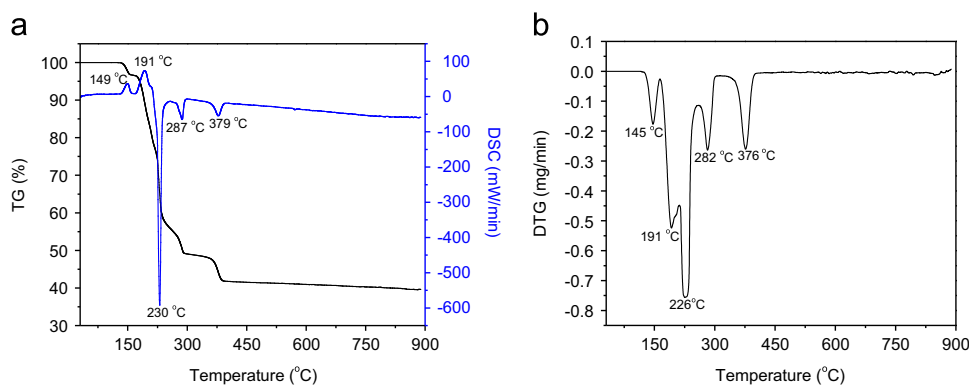 a
100
90
80
70
60
50
40
30
TG (%)
150
300
450
600
750
900
Temperature (°C)
100
0
-100
-200
-300
-400
-500
-600
DSC (mW/min)
149 °C
191 °C
287 °C
379 °C
230 °C
b
0.1
0.0
-0.1
-0.2
-0.3
-0.4
-0.5
-0.6
-0.7
-0.8
DTG (mg/min)
150
300
450
600
750
900
Temperature (°C)
145 °C
191 °C
226°C
282 °C
376 °C